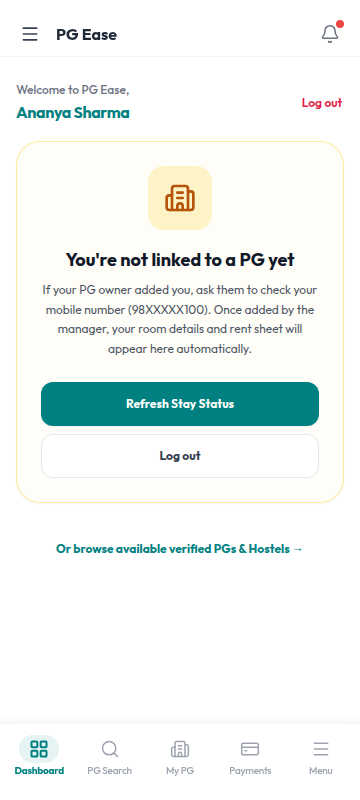 PG Ease
Welcome to PG Ease,
Ananya Sharma
Log out
You're not linked to a PG yet
If your PG owner added you, ask them to check your
mobile number (98XXXXX100). Once added by the
manager, your room details and rent sheet will
appear here automatically.
Refresh Stay Status
Log out
Or browse available verified PGs & Hostels →
Dashboard
PG Search
My PG
Payments
Menu